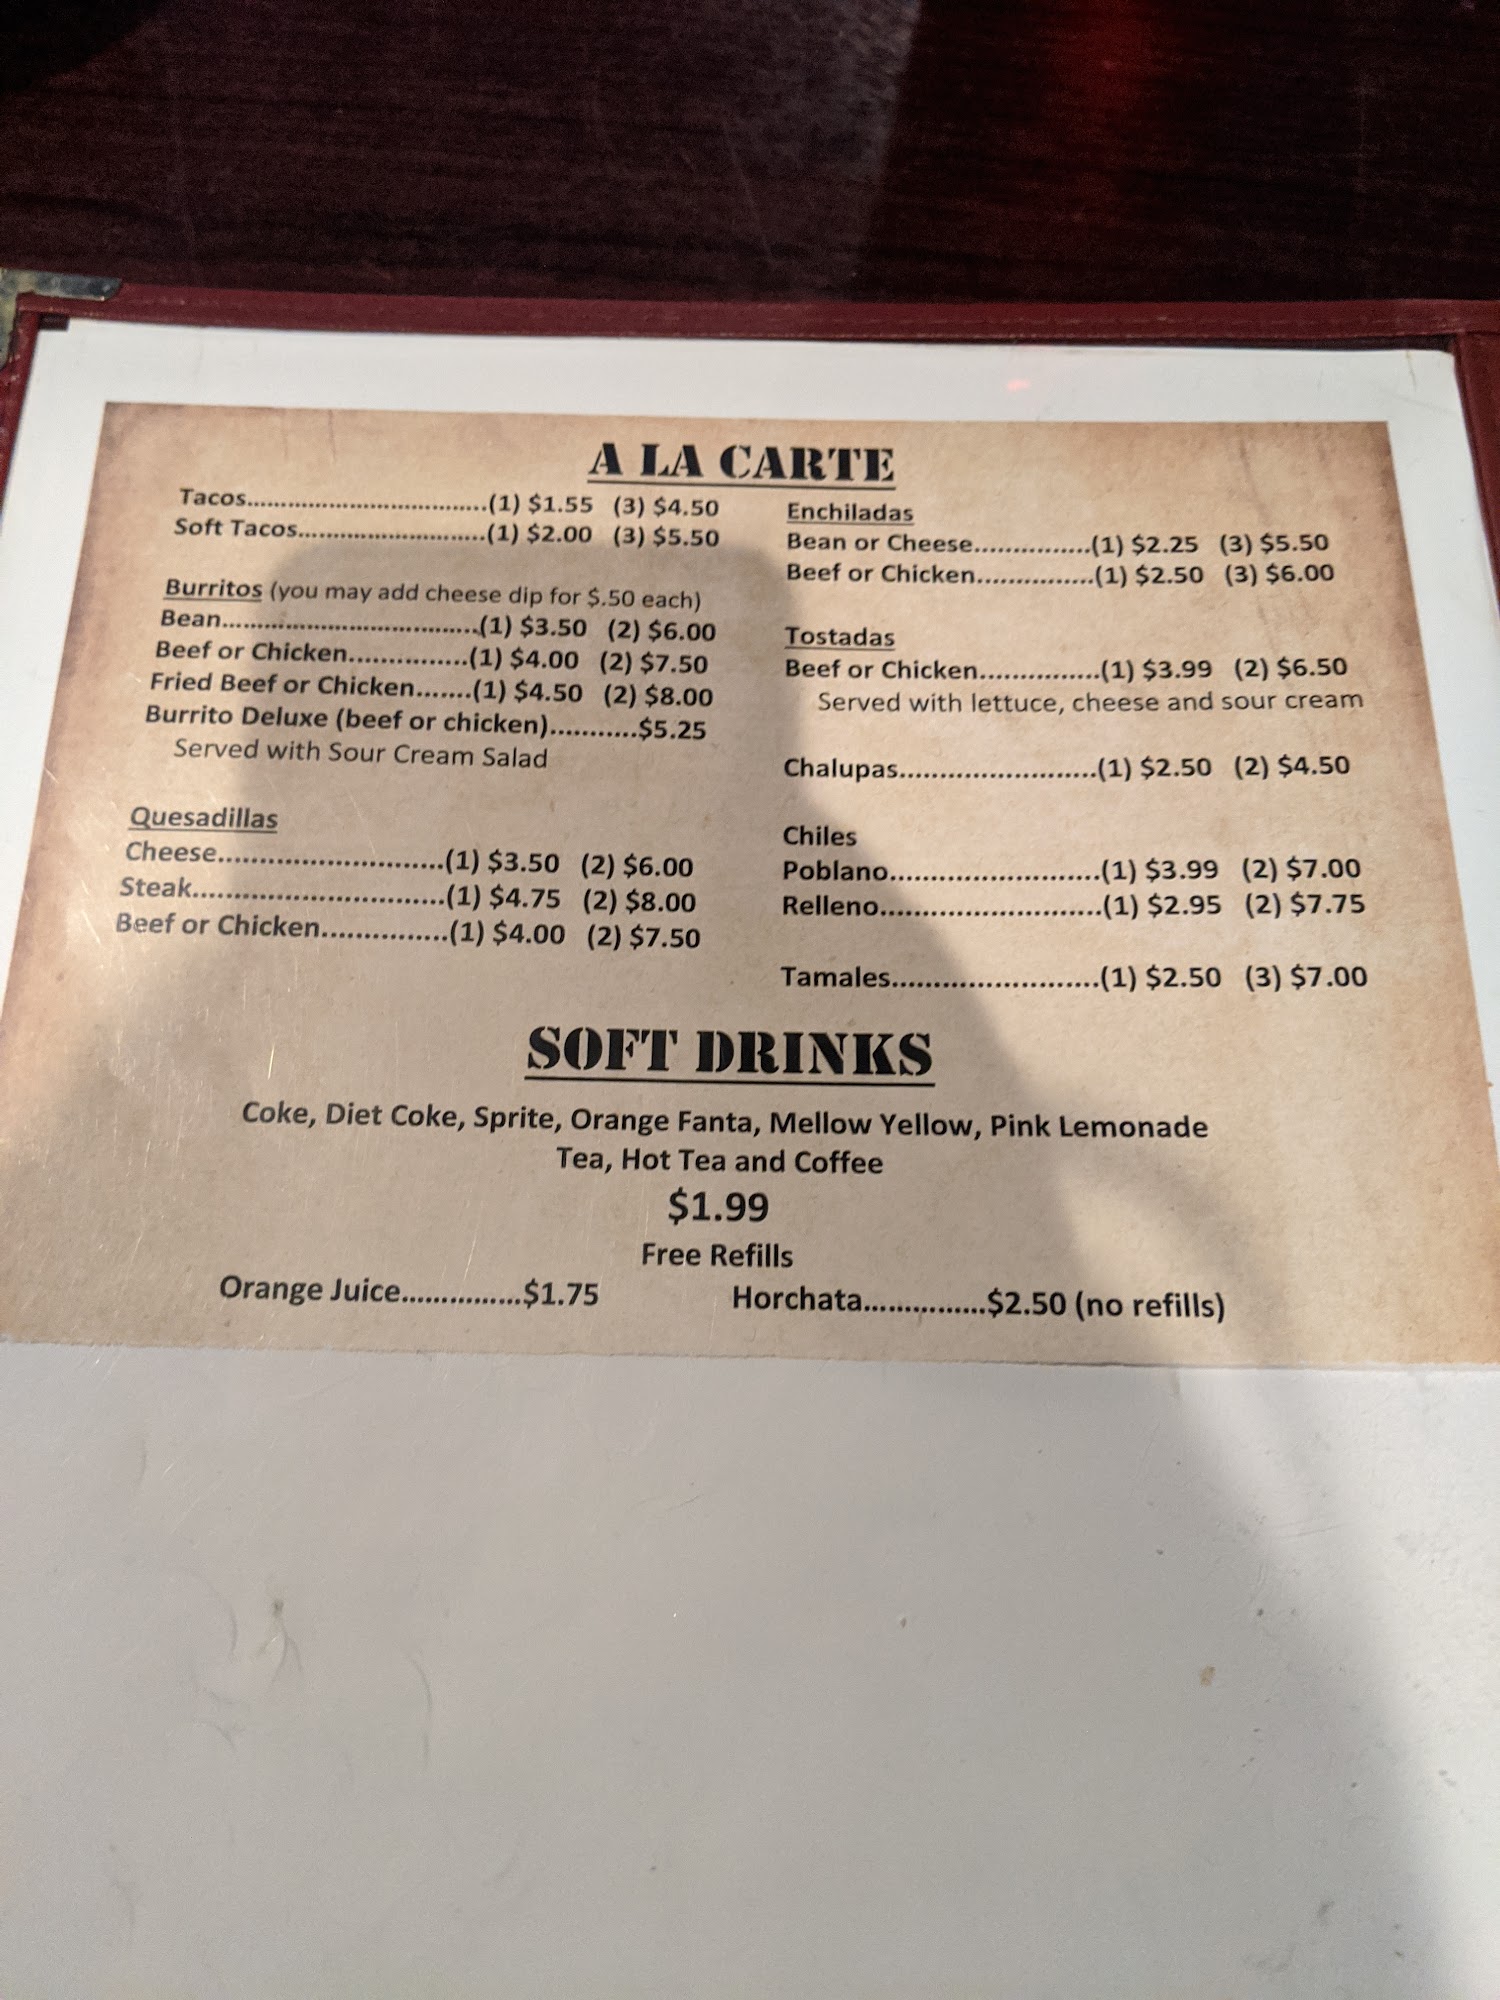 A LA CARTE
Tacos....................................(1) $1.55 (3) $4.50
Soft Tacos............................(1) $2.00 (3) $5.50
Burritos (you may add cheese dip for $.50 each)
Bean......................................(1) $3.50 (2) $6.00
Beef or Chicken..................(1) $4.00 (2) $7.50
Fried Beef or Chicken.......(1) $4.50 (2) $8.00
Burrito Deluxe (beef or chicken)...........$5.25
Served with Sour Cream Salad
Quesadillas
Cheese...........................(1) $3.50 (2) $6.00
Steak..............................(1) $4.75 (2) $8.00
Beef or Chicken...............(1) $4.00 (2) $7.50
Enchiladas
Bean or Cheese................(1) $2.25 (3) $5.50
Beef or Chicken................(1) $2.50 (3) $6.00
Tostadas
Beef or Chicken................(1) $3.99 (2) $6.50
Served with lettuce, cheese and sour cream
Chalupas..........................(1) $2.50 (2) $4.50
Chiles
Poblano...........................(1) $3.99 (2) $7.00
Relleno............................(1) $2.95 (2) $7.75
Tamales...........................(1) $2.50 (3) $7.00
SOFT DRINKS
Coke, Diet Coke, Sprite, Orange Fanta, Mellow Yellow, Pink Lemonade
Tea, Hot Tea and Coffee
$1.99
Free Refills
Orange Juice...............$1.75 Horchata...............$2.50 (no refills)